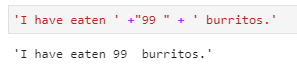 'I have eaten ' +"99 " + ' burritos.'
'I have eaten 99  burritos.'